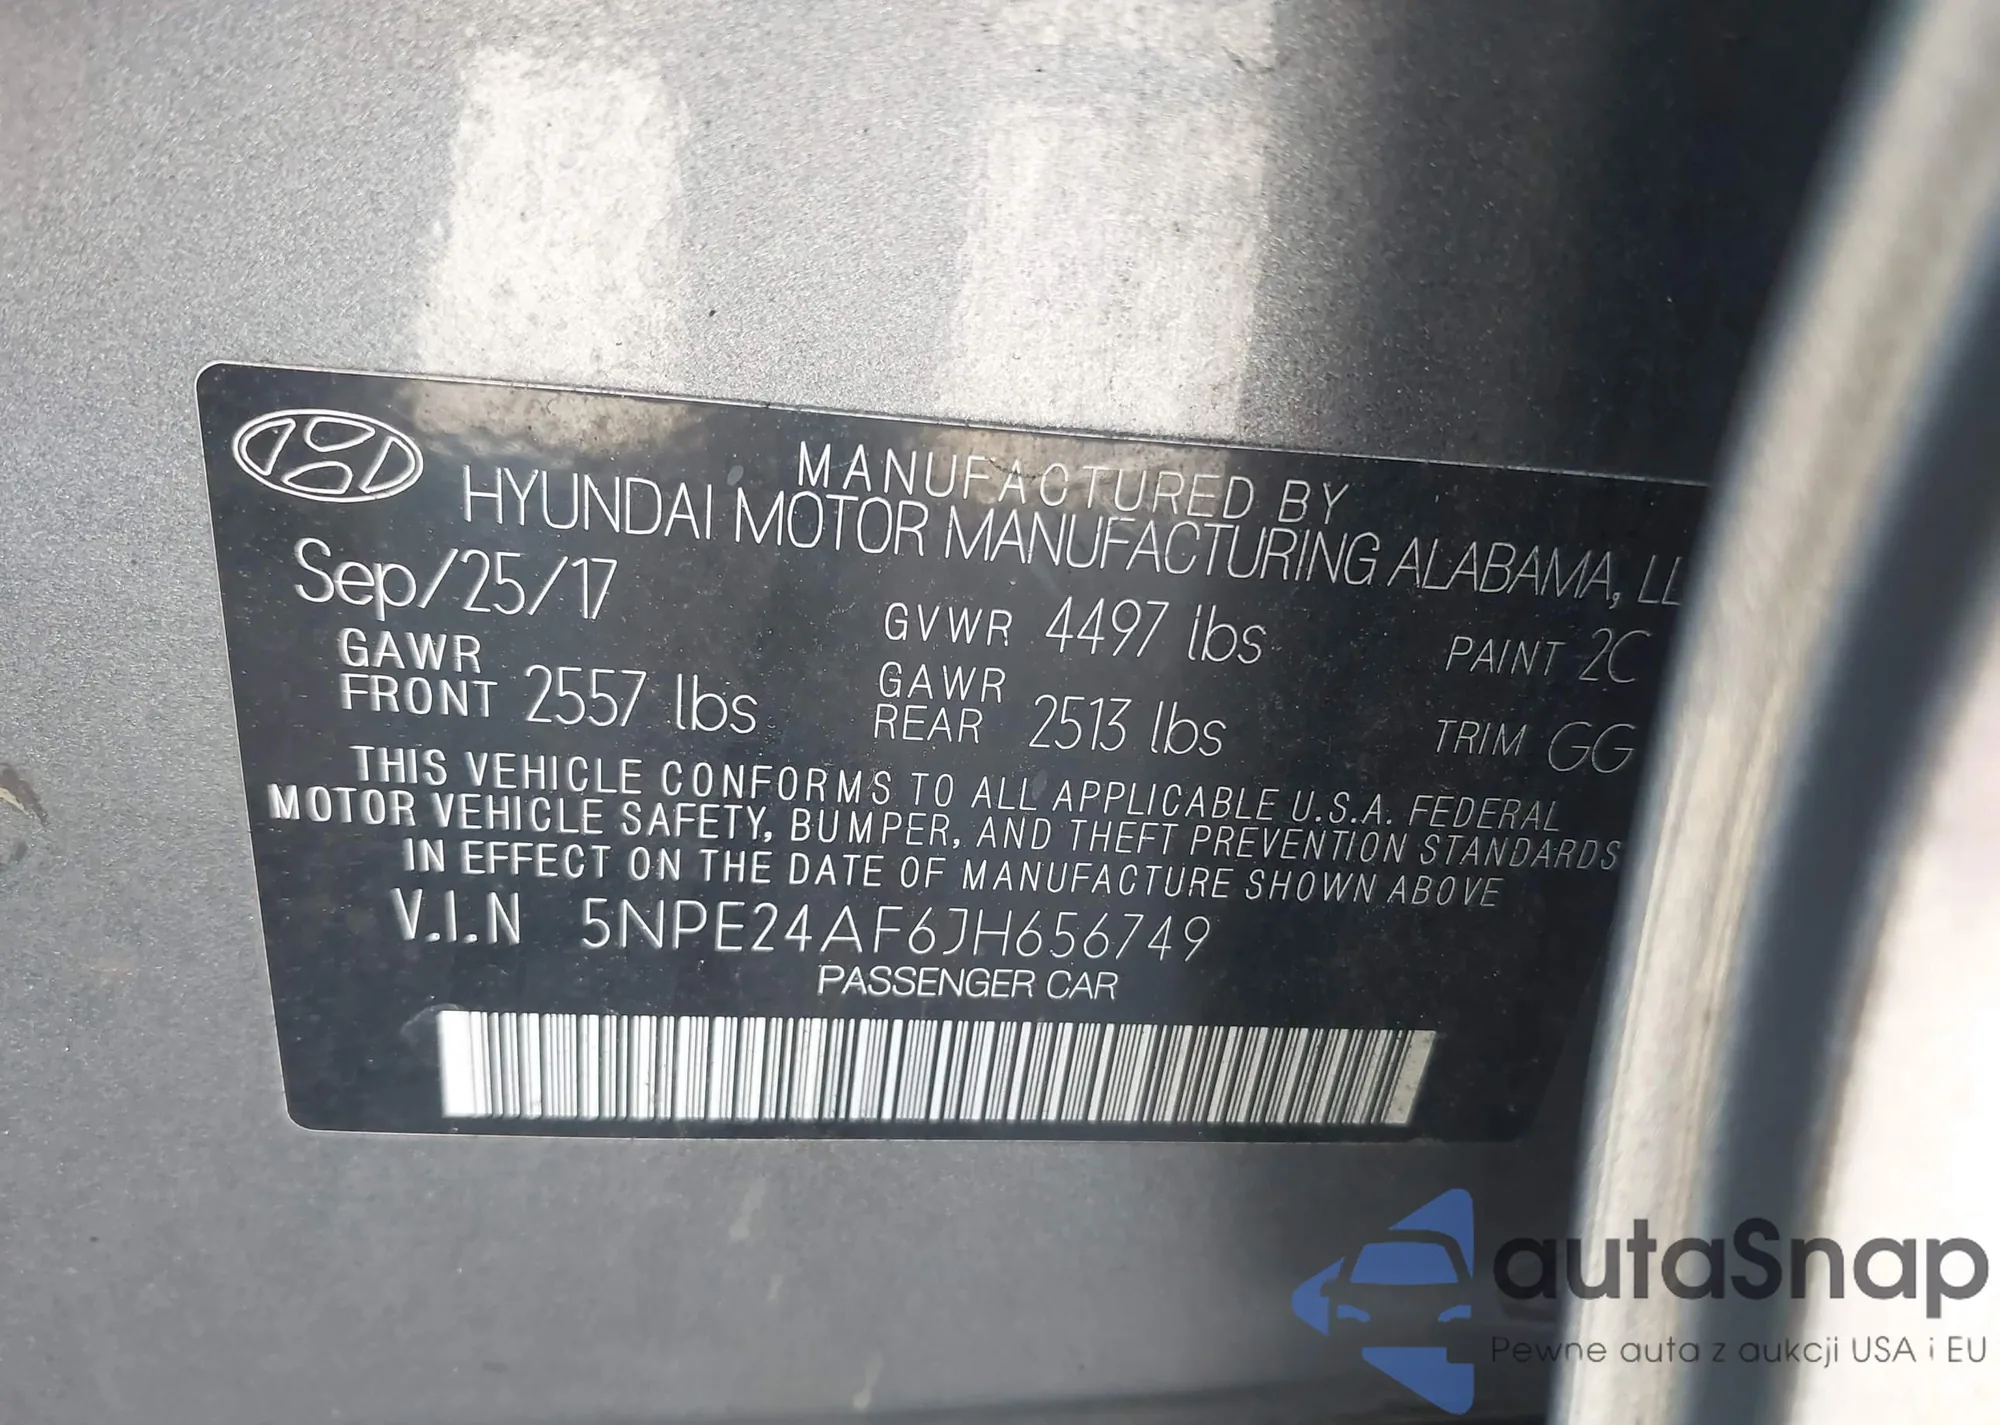 MANUFACTURED BY
HYUNDAI MOTOR MANUFACTURING ALABAMA, LL
Sep/25/17
GVWR 4497 lbs
PAINT 2C
GAWR FRONT 2557 lbs
GAWR REAR 2513 lbs
TRIM GG
THIS VEHICLE CONFORMS TO ALL APPLICABLE U.S.A. FEDERAL
MOTOR VEHICLE SAFETY, BUMPER, AND THEFT PREVENTION STANDARDS
IN EFFECT ON THE DATE OF MANUFACTURE SHOWN ABOVE
V.I.N 5NPE24AF6JH656749
PASSENGER CAR
autaSnap
Pewne auta z aukcji USA i EU